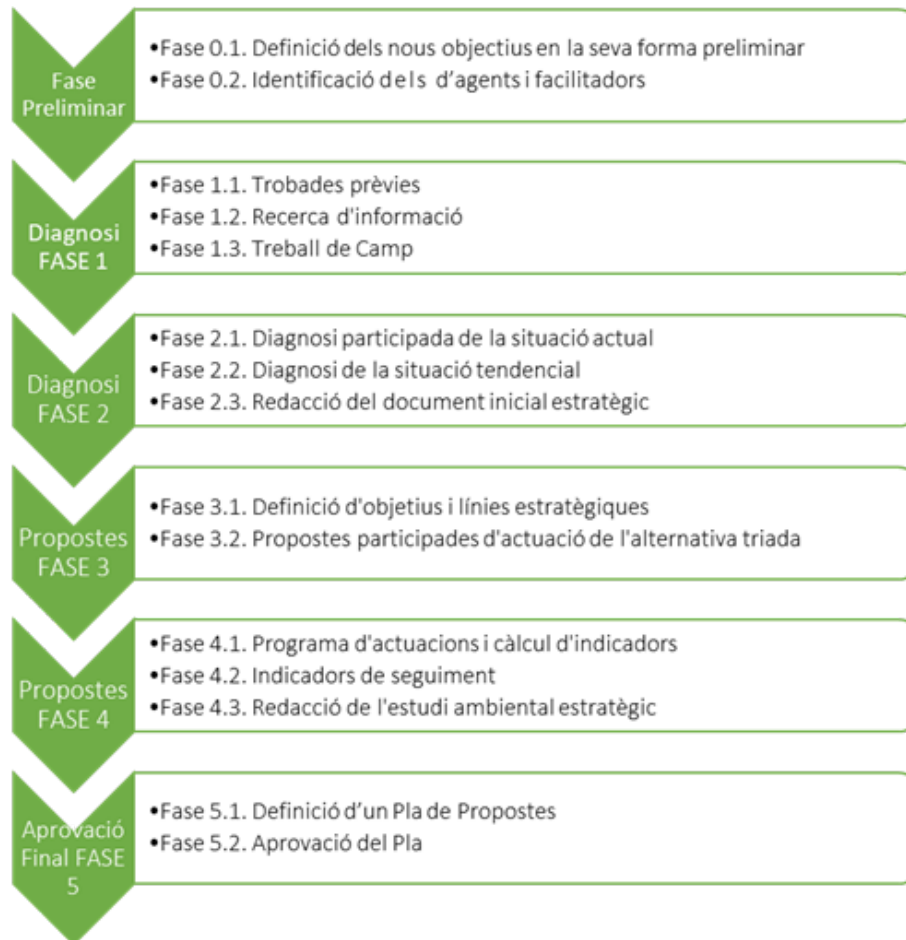 Fase
Preliminar
•Fase 0.1. Definició dels nous objectius en la seva forma preliminar
•Fase 0.2. Identificació dels d'agents i facilitadors
Diagnosi
FASE 1
•Fase 1.1. Trobades prèvies
•Fase 1.2. Recerca d'informació
•Fase 1.3. Treball de Camp
Diagnosi
FASE 2
•Fase 2.1. Diagnosi participada de la situació actual
•Fase 2.2. Diagnosi de la situació tendencial
•Fase 2.3. Redacció del document inicial estratègic
Propostes
FASE 3
•Fase 3.1. Definició d'objetius i línies estratègiques
•Fase 3.2. Propostes participades d'actuació de l'alternativa triada
Propostes
FASE 4
•Fase 4.1. Programa d'actuacions i càlcul d'indicadors
•Fase 4.2. Indicadors de seguiment
•Fase 4.3. Redacció de l'estudi ambiental estratègic
Aprovació
Final FASE
5
•Fase 5.1. Definició d'un Pla de Propostes
•Fase 5.2. Aprovació del Pla